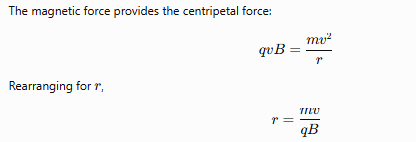 The magnetic force provides the centripetal force:
qvB = mv²/r
Rearranging for r,
r = mv/qB